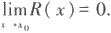 lim R(x)=0.
x→x₀